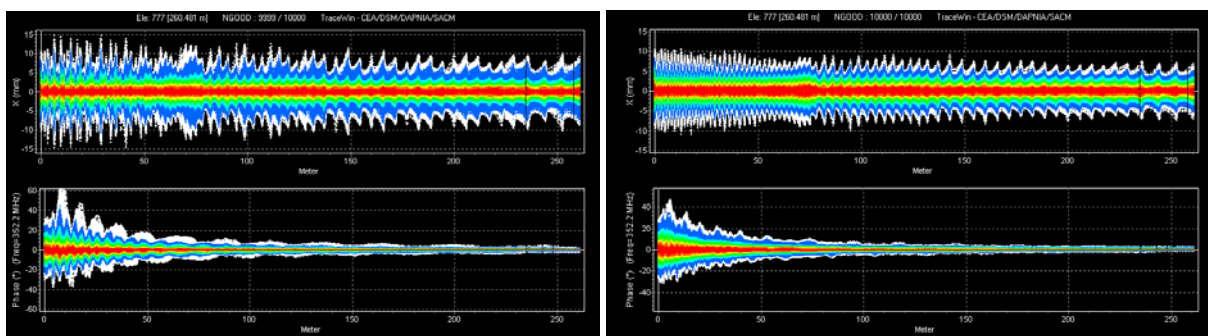 Ele: 777 [260.481 m] NGOOD : 9999 / 10000 TraceWin - CEA/DSM/DAPNIA/SACM
15
10
5
0
-5
-10
-15
X (mm)
0 50 100 150 200 250
Meter
60
40
20
0
-20
-40
-60
Phase (°) (Freq=352.2 MHz)
0 50 100 150 200 250
Meter
Ele: 777 [260.481 m] NGOOD : 10000 / 10000 TraceWin - CEA/DSM/DAPNIA/SACM
15
10
5
0
-5
-10
-15
X (mm)
0 50 100 150 200 250
Meter
40
20
0
-20
-40
Phase (°) (Freq=352.2 MHz)
0 50 100 150 200 250
Meter